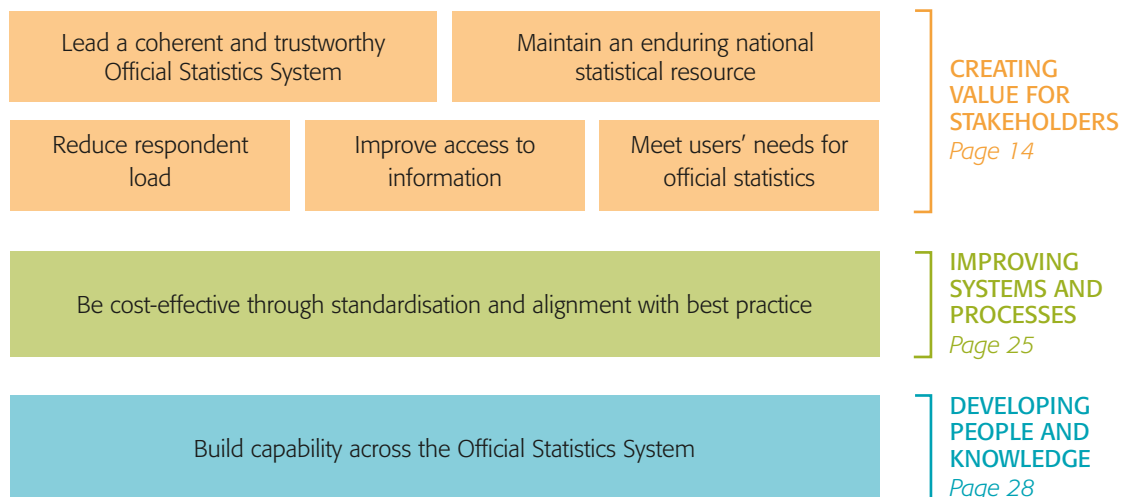 Lead a coherent and trustworthy
Official Statistics System
Maintain an enduring national
statistical resource
Reduce respondent
load
Improve access to
information
Meet users’ needs for
official statistics
CREATING
VALUE FOR
STAKEHOLDERS
Page 14
Be cost-effective through standardisation and alignment with best practice
IMPROVING
SYSTEMS AND
PROCESSES
Page 25
Build capability across the Official Statistics System
DEVELOPING
PEOPLE AND
KNOWLEDGE
Page 28